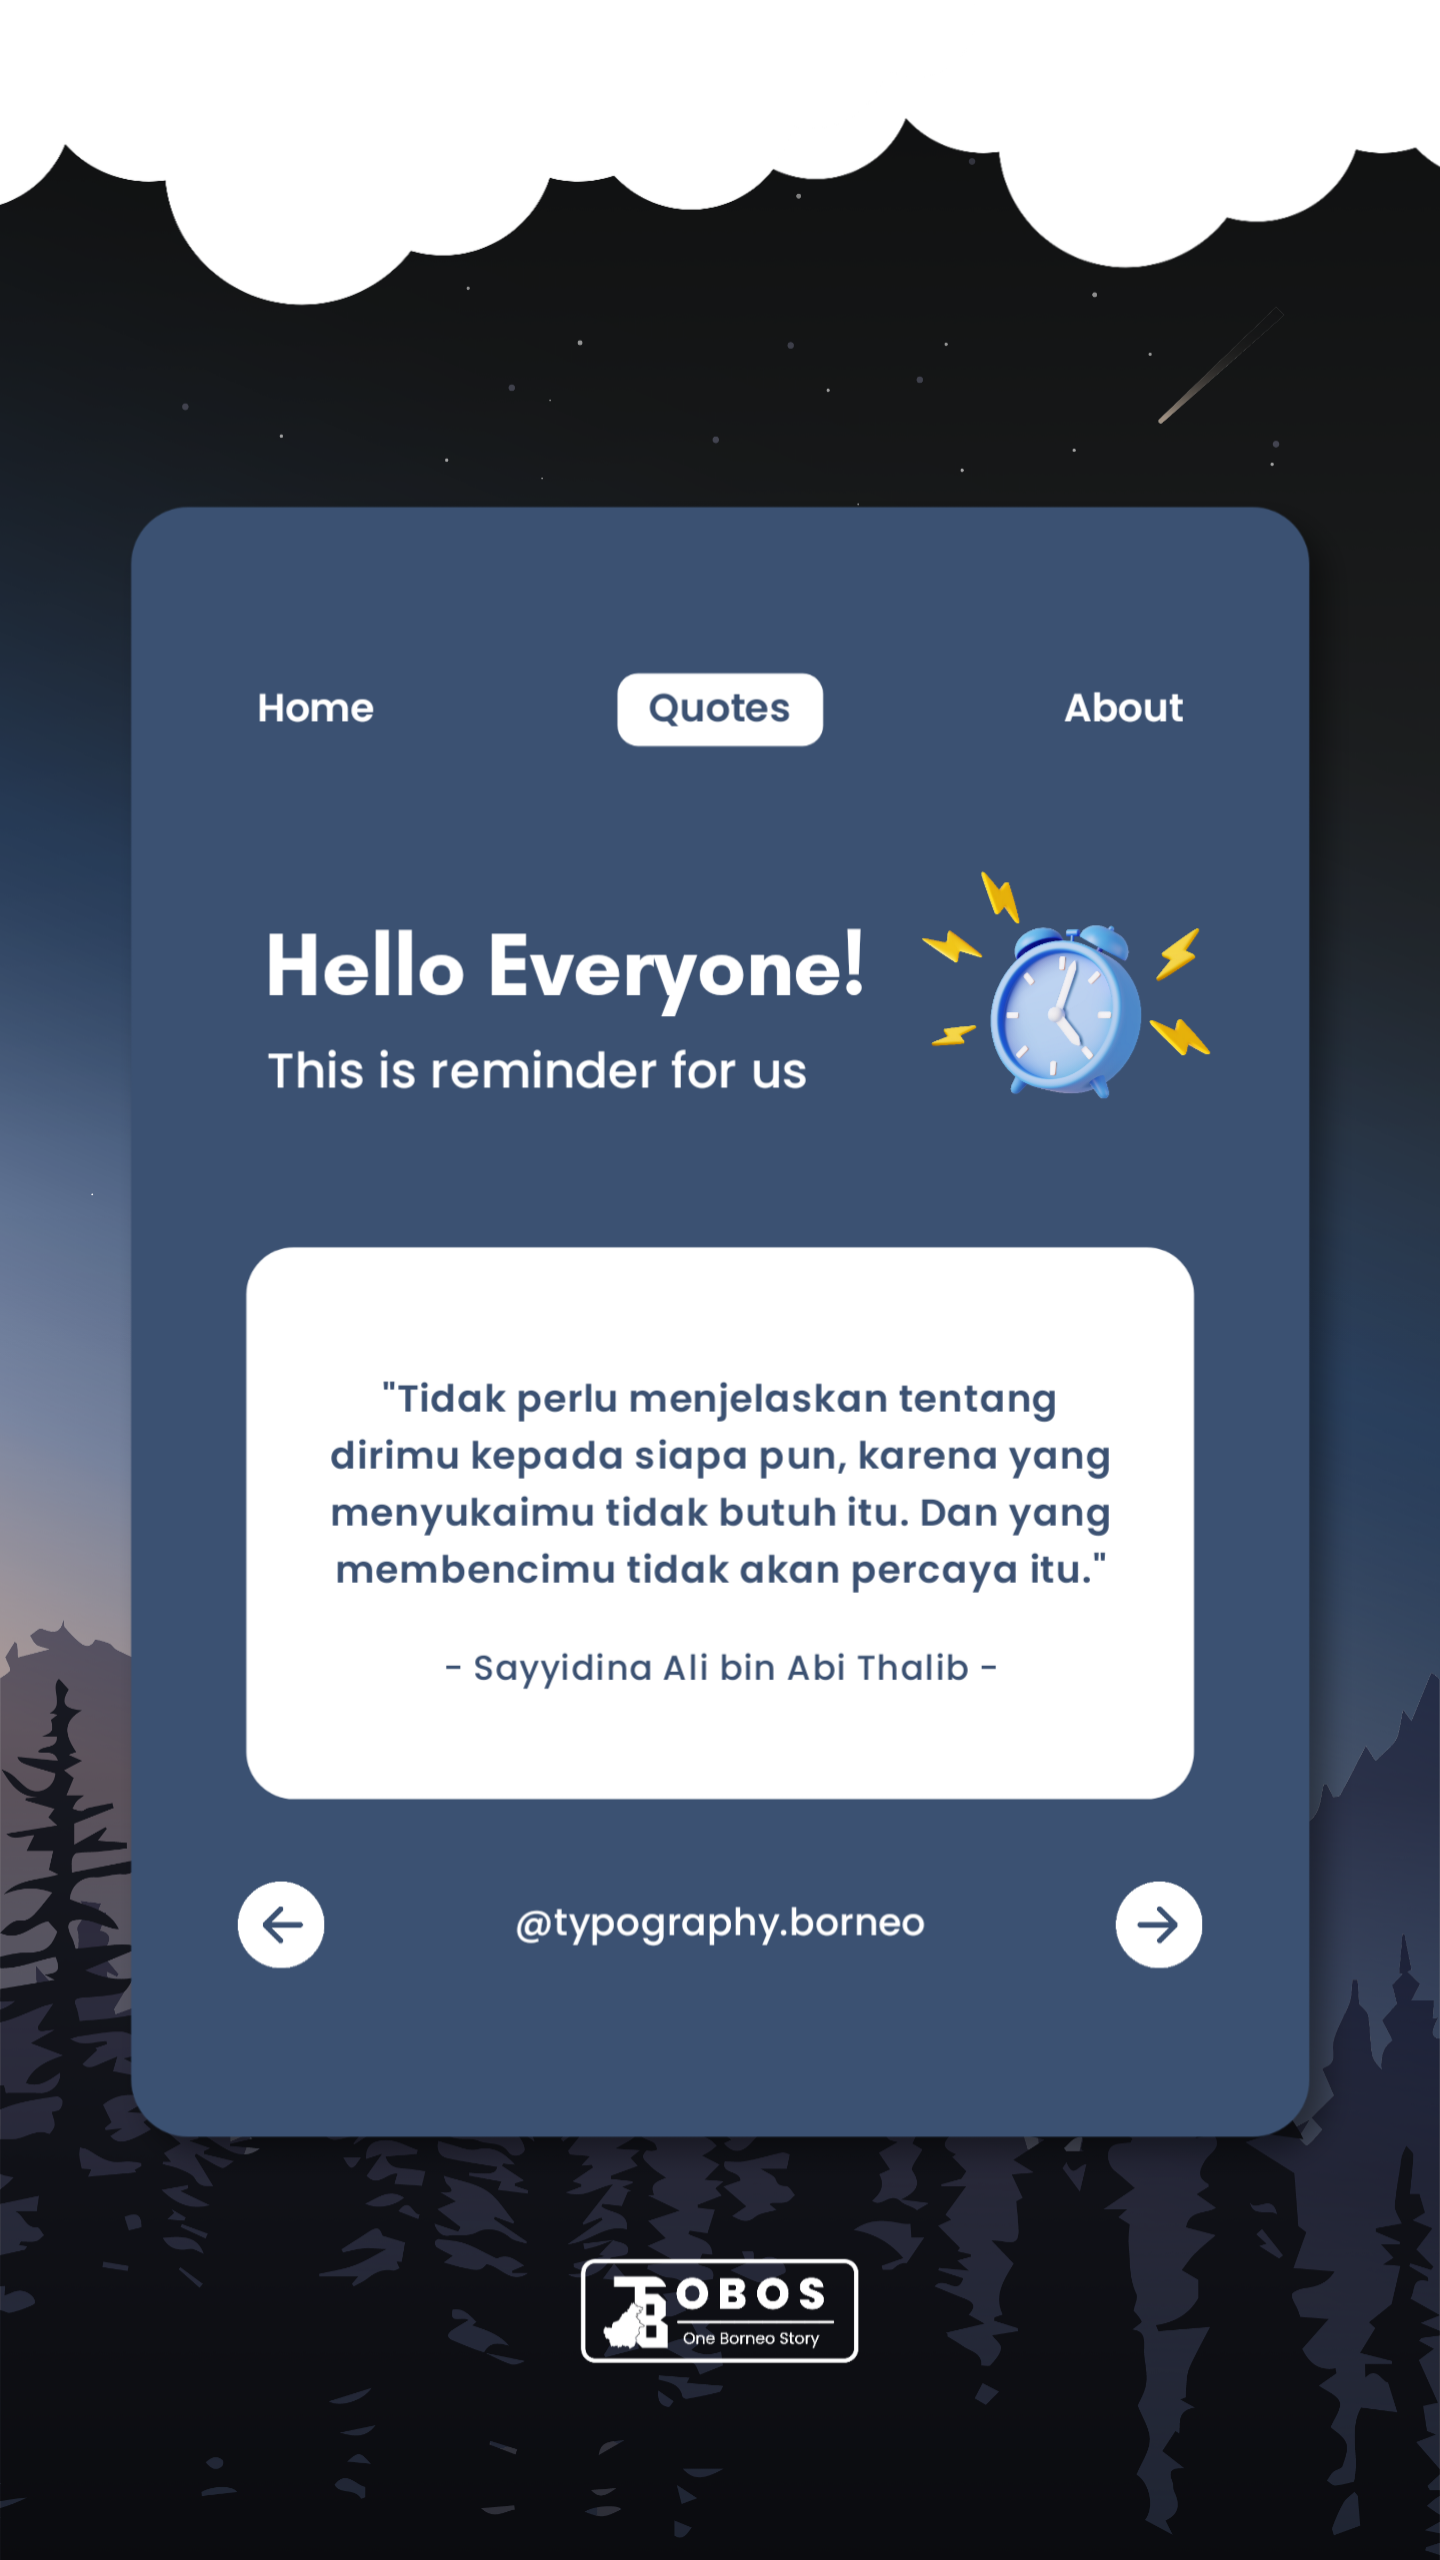 Home
Quotes
About
Hello Everyone!
This is reminder for us
"Tidak perlu menjelaskan tentang
dirimu kepada siapa pun, karena yang
menyukaimu tidak butuh itu. Dan yang
membencimu tidak akan percaya itu."
- Sayyidina Ali bin Abi Thalib -
@typography.borneo
TB OBOS
One Borneo Story